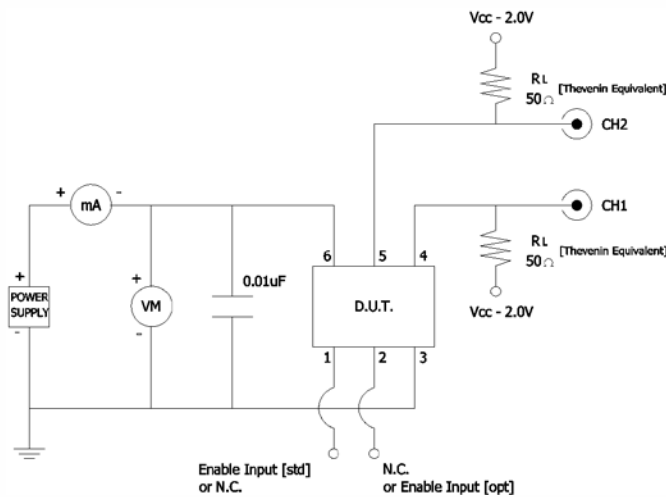 Vcc - 2.0V
RL [Thevenin Equivalent]
50Ω
CH2
+ mA -
CH1
RL
50Ω [Thevenin Equivalent]
6 5 4
+
POWER
SUPPLY
-
+
VM
-
0.01uF
D.U.T.
Vcc - 2.0V
1 2 3
Enable Input [std]
or N.C.
N.C.
or Enable Input [opt]